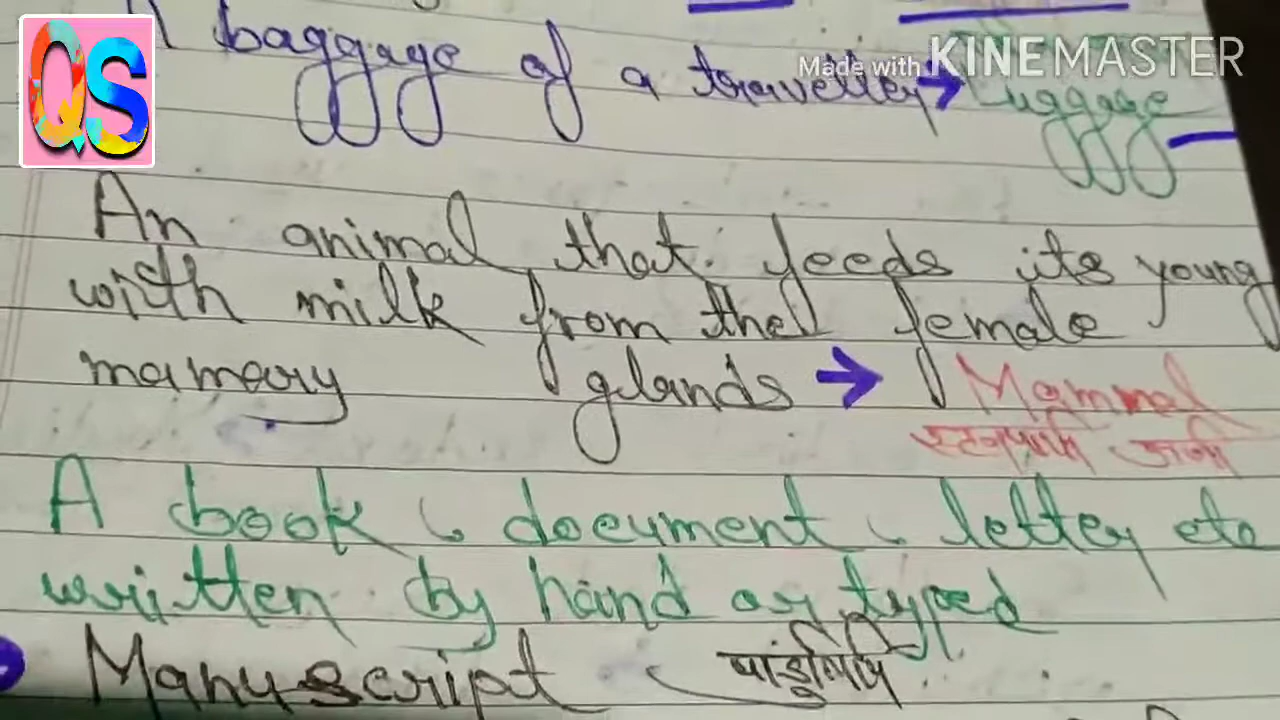 QS
Made with KINEMASTER
A baggage of a traveller → Luggage
An animal that feeds its young
with milk from the female
mamary glands → Mammal
स्तनपायी
A book, document, letter etc
written by hand or typed
Manuscript पांडुलिपि